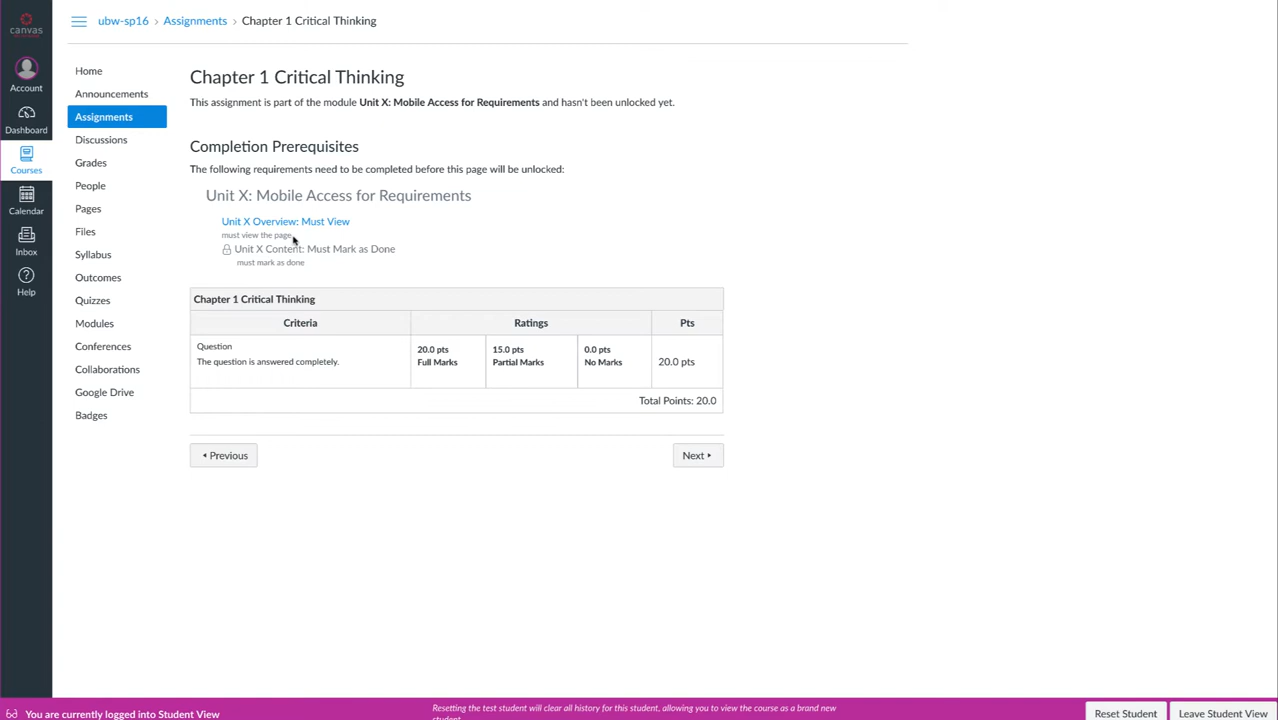 canvas
Account
Dashboard
Courses
Calendar
Inbox
Help
ubw-sp16 > Assignments > Chapter 1 Critical Thinking
Home
Announcements
Assignments
Discussions
Grades
People
Pages
Files
Syllabus
Outcomes
Quizzes
Modules
Conferences
Collaborations
Google Drive
Badges
Chapter 1 Critical Thinking
This assignment is part of the module Unit X: Mobile Access for Requirements and hasn't been unlocked yet.
Completion Prerequisites
The following requirements need to be completed before this page will be unlocked:
Unit X: Mobile Access for Requirements
Unit X Overview: Must View
must view the page
Unit X Content: Must Mark as Done
must mark as done
Chapter 1 Critical Thinking
Criteria Ratings Pts
Question
The question is answered completely.
20.0 pts
Full Marks
15.0 pts
Partial Marks
0.0 pts
No Marks
20.0 pts
Total Points: 20.0
Previous
Next
You are currently logged into Student View
Resetting the test student will clear all history for this student, allowing you to view the course as a brand new
student.
Reset Student
Leave Student View